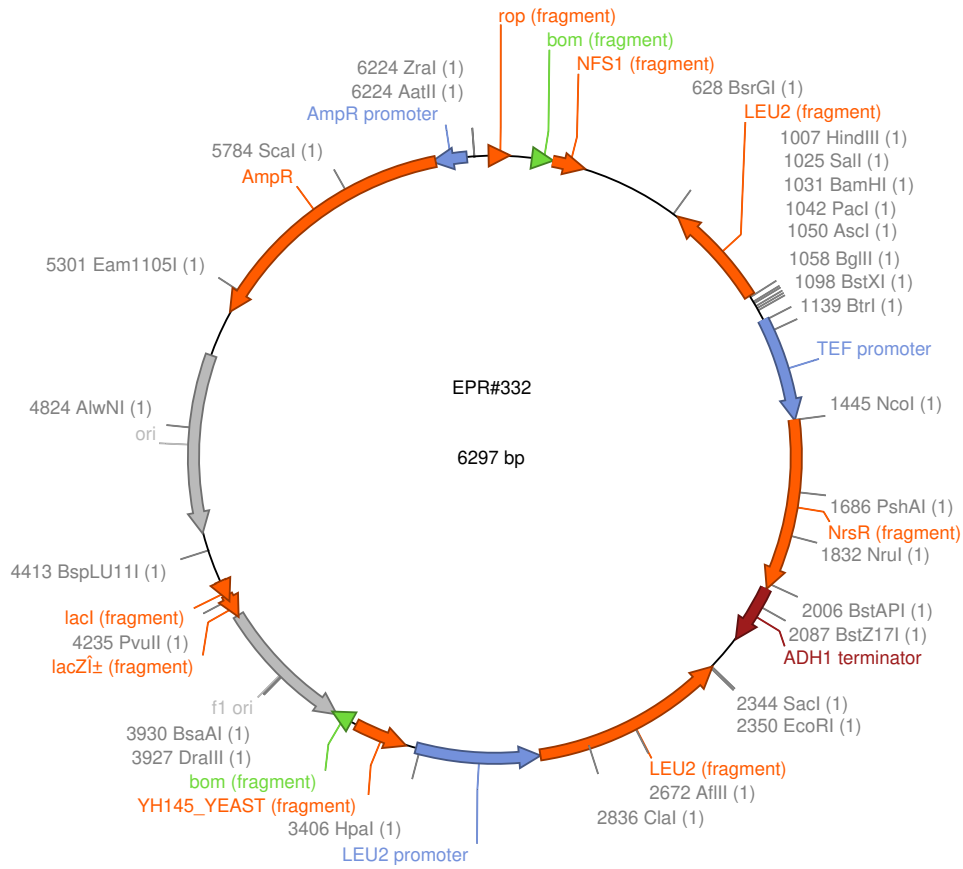 rop (fragment)
bom (fragment)
NFS1 (fragment)
6224 ZraI (1)
6224 AatII (1)
AmpR promoter
628 BsrGI (1)
LEU2 (fragment)
1007 HindIII (1)
1025 SalI (1)
1031 BamHI (1)
1042 PacI (1)
1050 AscI (1)
1058 BglII (1)
1098 BstXI (1)
1139 BtrI (1)
5784 ScaI (1)
AmpR
5301 Eam1105I (1)
TEF promoter
EPR#332
1445 NcoI (1)
4824 AlwNI (1)
ori
6297 bp
1686 PshAI (1)
NrsR (fragment)
1832 NruI (1)
4413 BspLU11I (1)
2006 BstAPI (1)
2087 BstZ17I (1)
ADH1 terminator
lacI (fragment)
4235 PvuII (1)
lacZÎ± (fragment)
2344 SacI (1)
2350 EcoRI (1)
f1 ori
3930 BsaAI (1)
3927 DraIII (1)
bom (fragment)
YH145_YEAST (fragment)
3406 HpaI (1)
LEU2 promoter
LEU2 (fragment)
2672 AflII (1)
2836 ClaI (1)